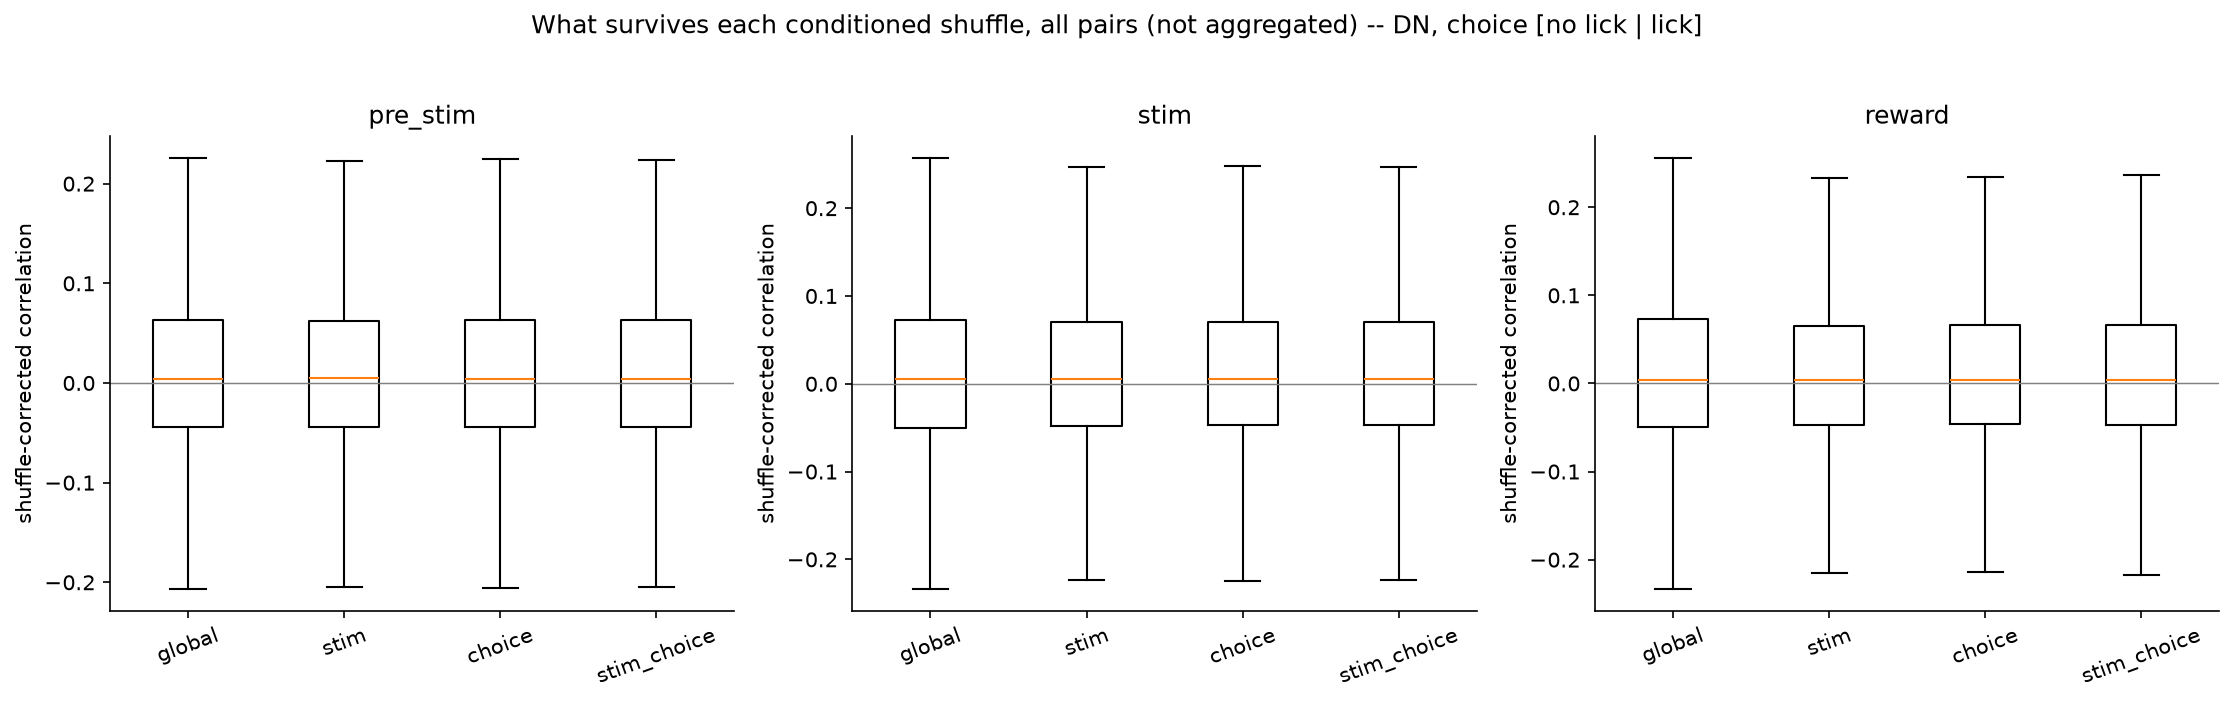 What survives each conditioned shuffle, all pairs (not aggregated) -- DN, choice [no lick | lick]
pre_stim
shuffle-corrected correlation
0.2
0.1
0.0
−0.1
−0.2
global
stim
choice
stim_choice
stim
shuffle-corrected correlation
0.2
0.1
0.0
−0.1
−0.2
global
stim
choice
stim_choice
reward
shuffle-corrected correlation
0.2
0.1
0.0
−0.1
−0.2
global
stim
choice
stim_choice